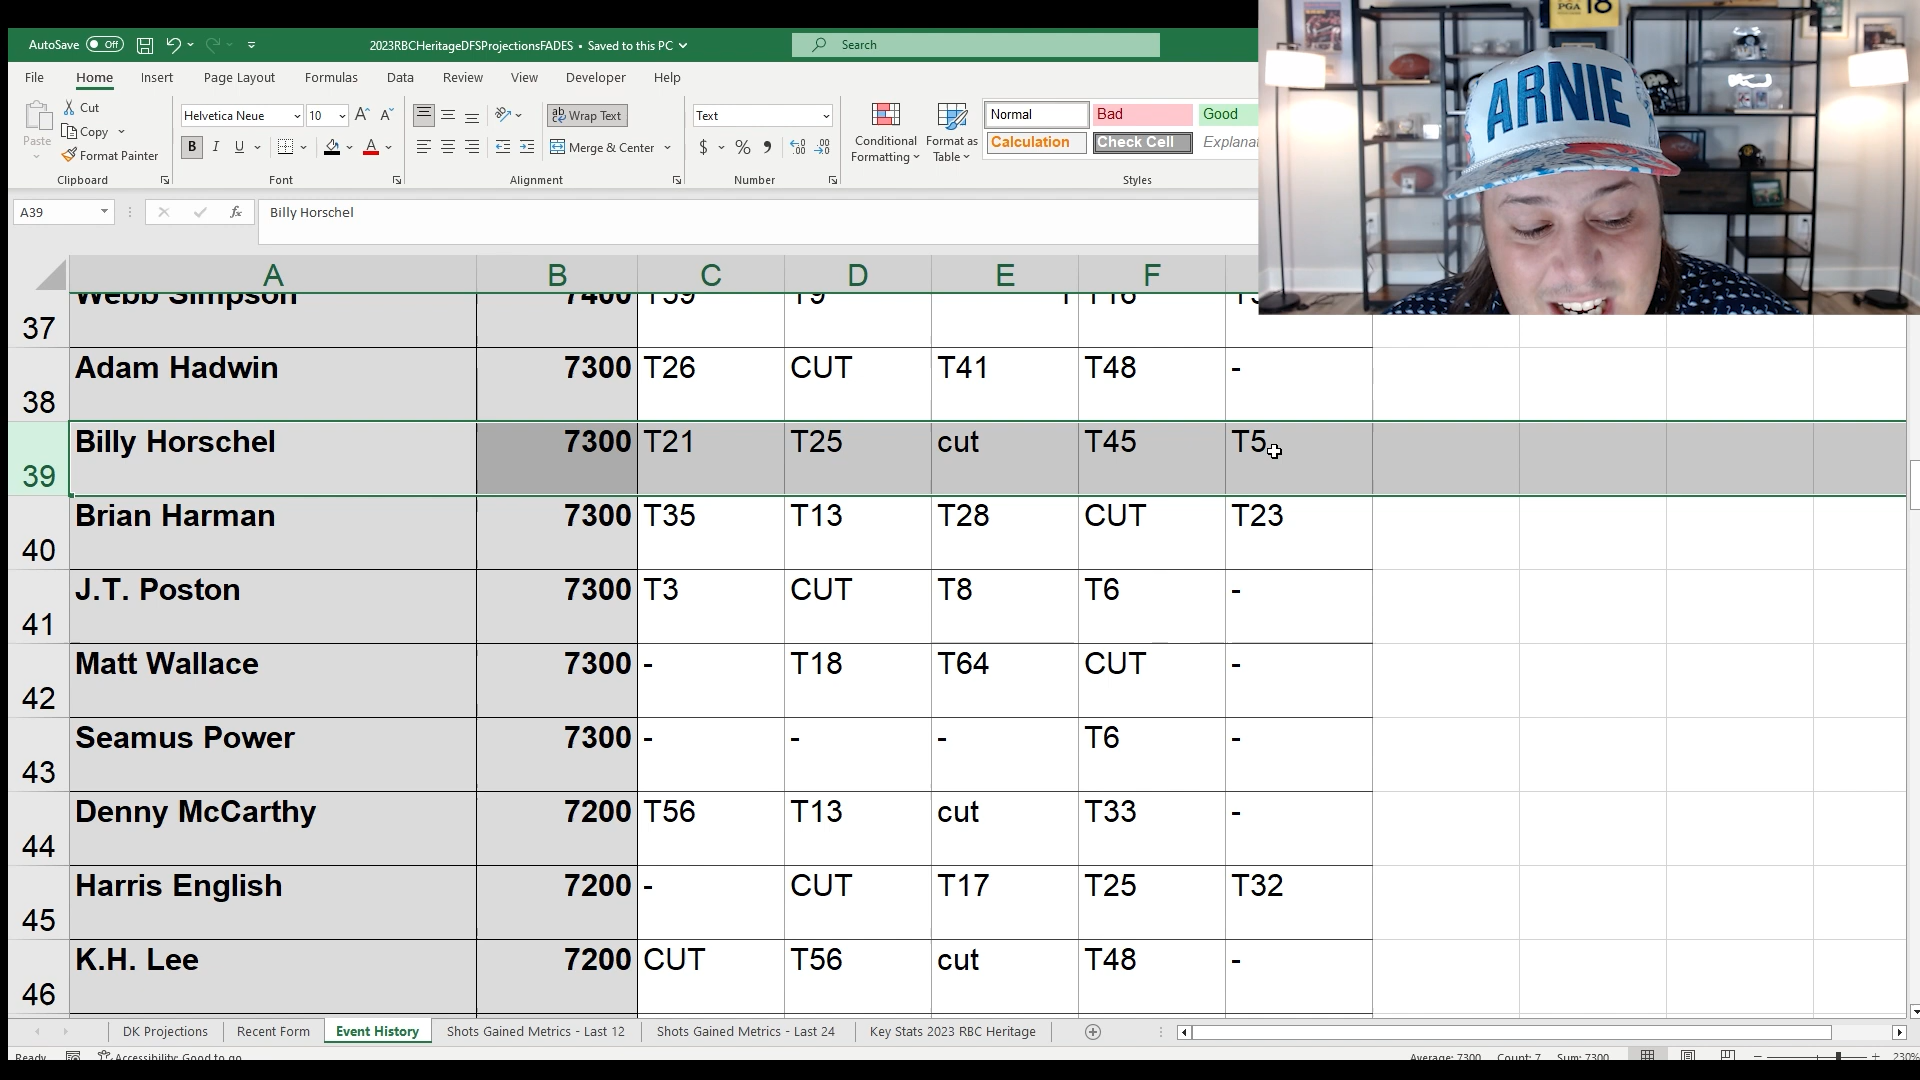 PGA 18
AutoSave Off 2023RBCHeritageDFSProjectionsFADES • Saved to this PC Search
File Home Insert Page Layout Formulas Data Review View Developer Help
Paste Cut Copy Format Painter
Helvetica Neue 10 Wrap Text Text Conditional Formatting Format as Table Normal Bad Good
B I U Merge & Center $ % Calculation Check Cell Explana
Clipboard Font Alignment Number Styles
ARNIE
A39 fx Billy Horschel
A B C D E F
37 Webb Simpson 7400 T59 T9 1 T16
38 Adam Hadwin 7300 T26 CUT T41 T48 -
39 Billy Horschel 7300 T21 T25 cut T45 T5
40 Brian Harman 7300 T35 T13 T28 CUT T23
41 J.T. Poston 7300 T3 CUT T8 T6 -
42 Matt Wallace 7300 - T18 T64 CUT -
43 Seamus Power 7300 - - - T6 -
44 Denny McCarthy 7200 T56 T13 cut T33 -
45 Harris English 7200 - CUT T17 T25 T32
46 K.H. Lee 7200 CUT T56 cut T48 -
DK Projections Recent Form Event History Shots Gained Metrics - Last 12 Shots Gained Metrics - Last 24 Key Stats 2023 RBC Heritage
Ready Accessibility: Good to go Average: 7300 Count: 7 Sum: 7300 230%